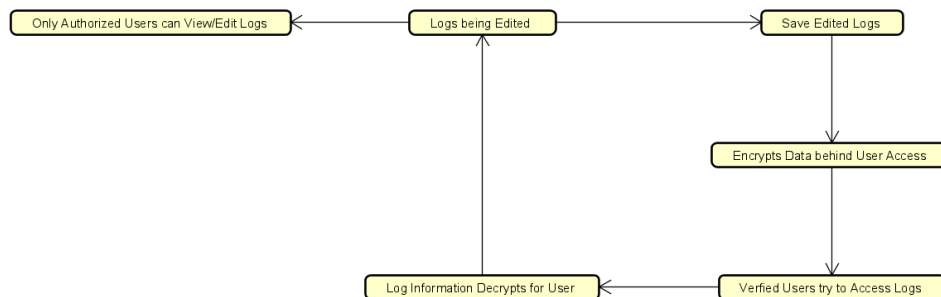 Only Authorized Users can View/Edit Logs
Logs being Edited
Save Edited Logs
Encrypts Data behind User Access
Log Information Decrypts for User
Verfied Users try to Access Logs